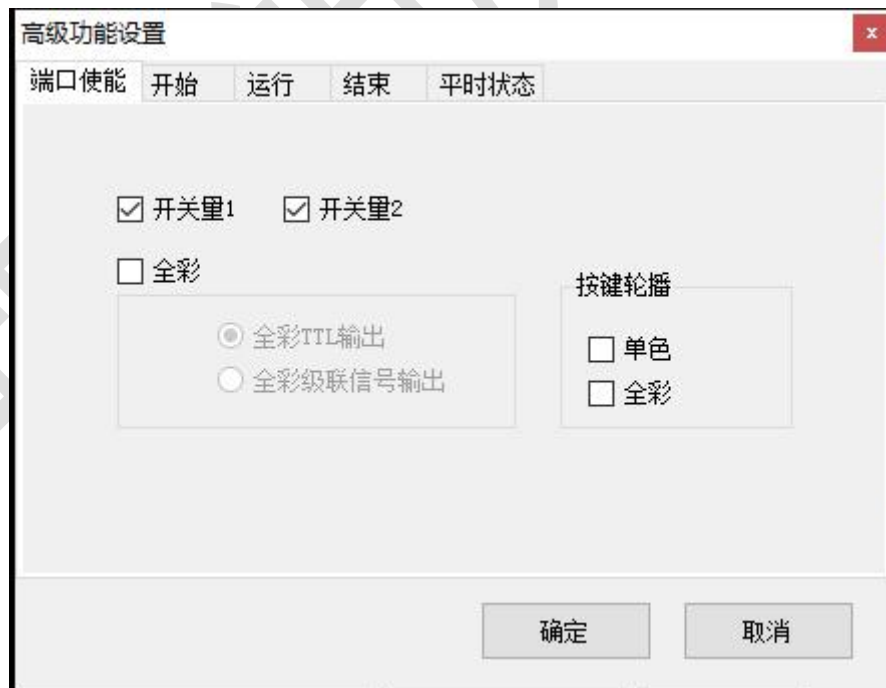 高级功能设置
x
端口使能 开始 运行 结束 平时状态
开关量1 开关量2
全彩
全彩TTL输出
全彩级联信号输出
按键轮播
单色
全彩
确定 取消